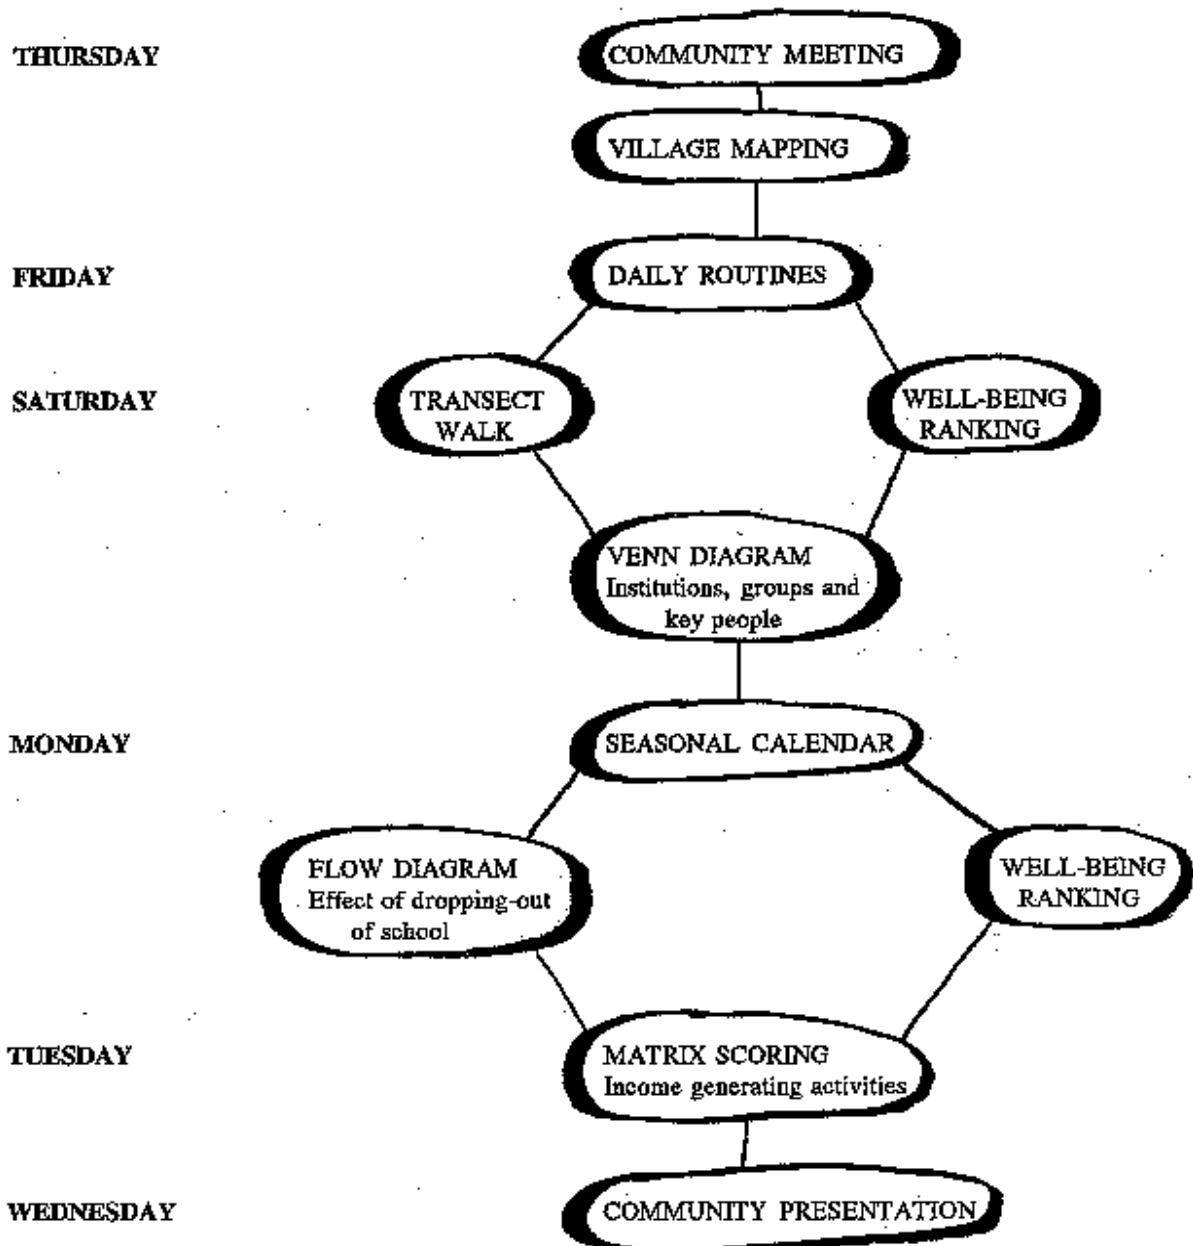 THURSDAY
COMMUNITY MEETING
VILLAGE MAPPING
FRIDAY
DAILY ROUTINES
SATURDAY
TRANSECT
WALK
WELL-BEING
RANKING
VENN DIAGRAM
Institutions, groups and
key people
MONDAY
SEASONAL CALENDAR
FLOW DIAGRAM
Effect of dropping-out
of school
WELL-BEING
RANKING
TUESDAY
MATRIX SCORING
Income generating activities
WEDNESDAY
COMMUNITY PRESENTATION